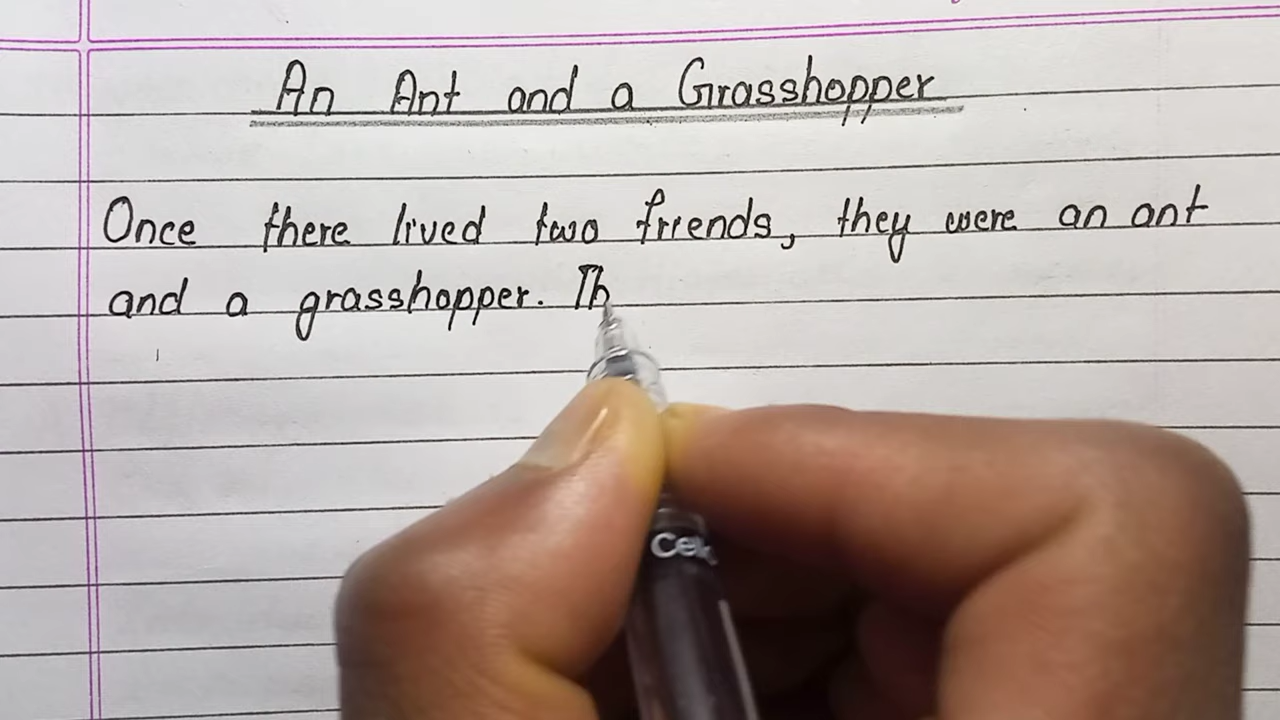 An Ant and a Grasshopper
Once there lived two friends, they were an ant
and a grasshopper. Th